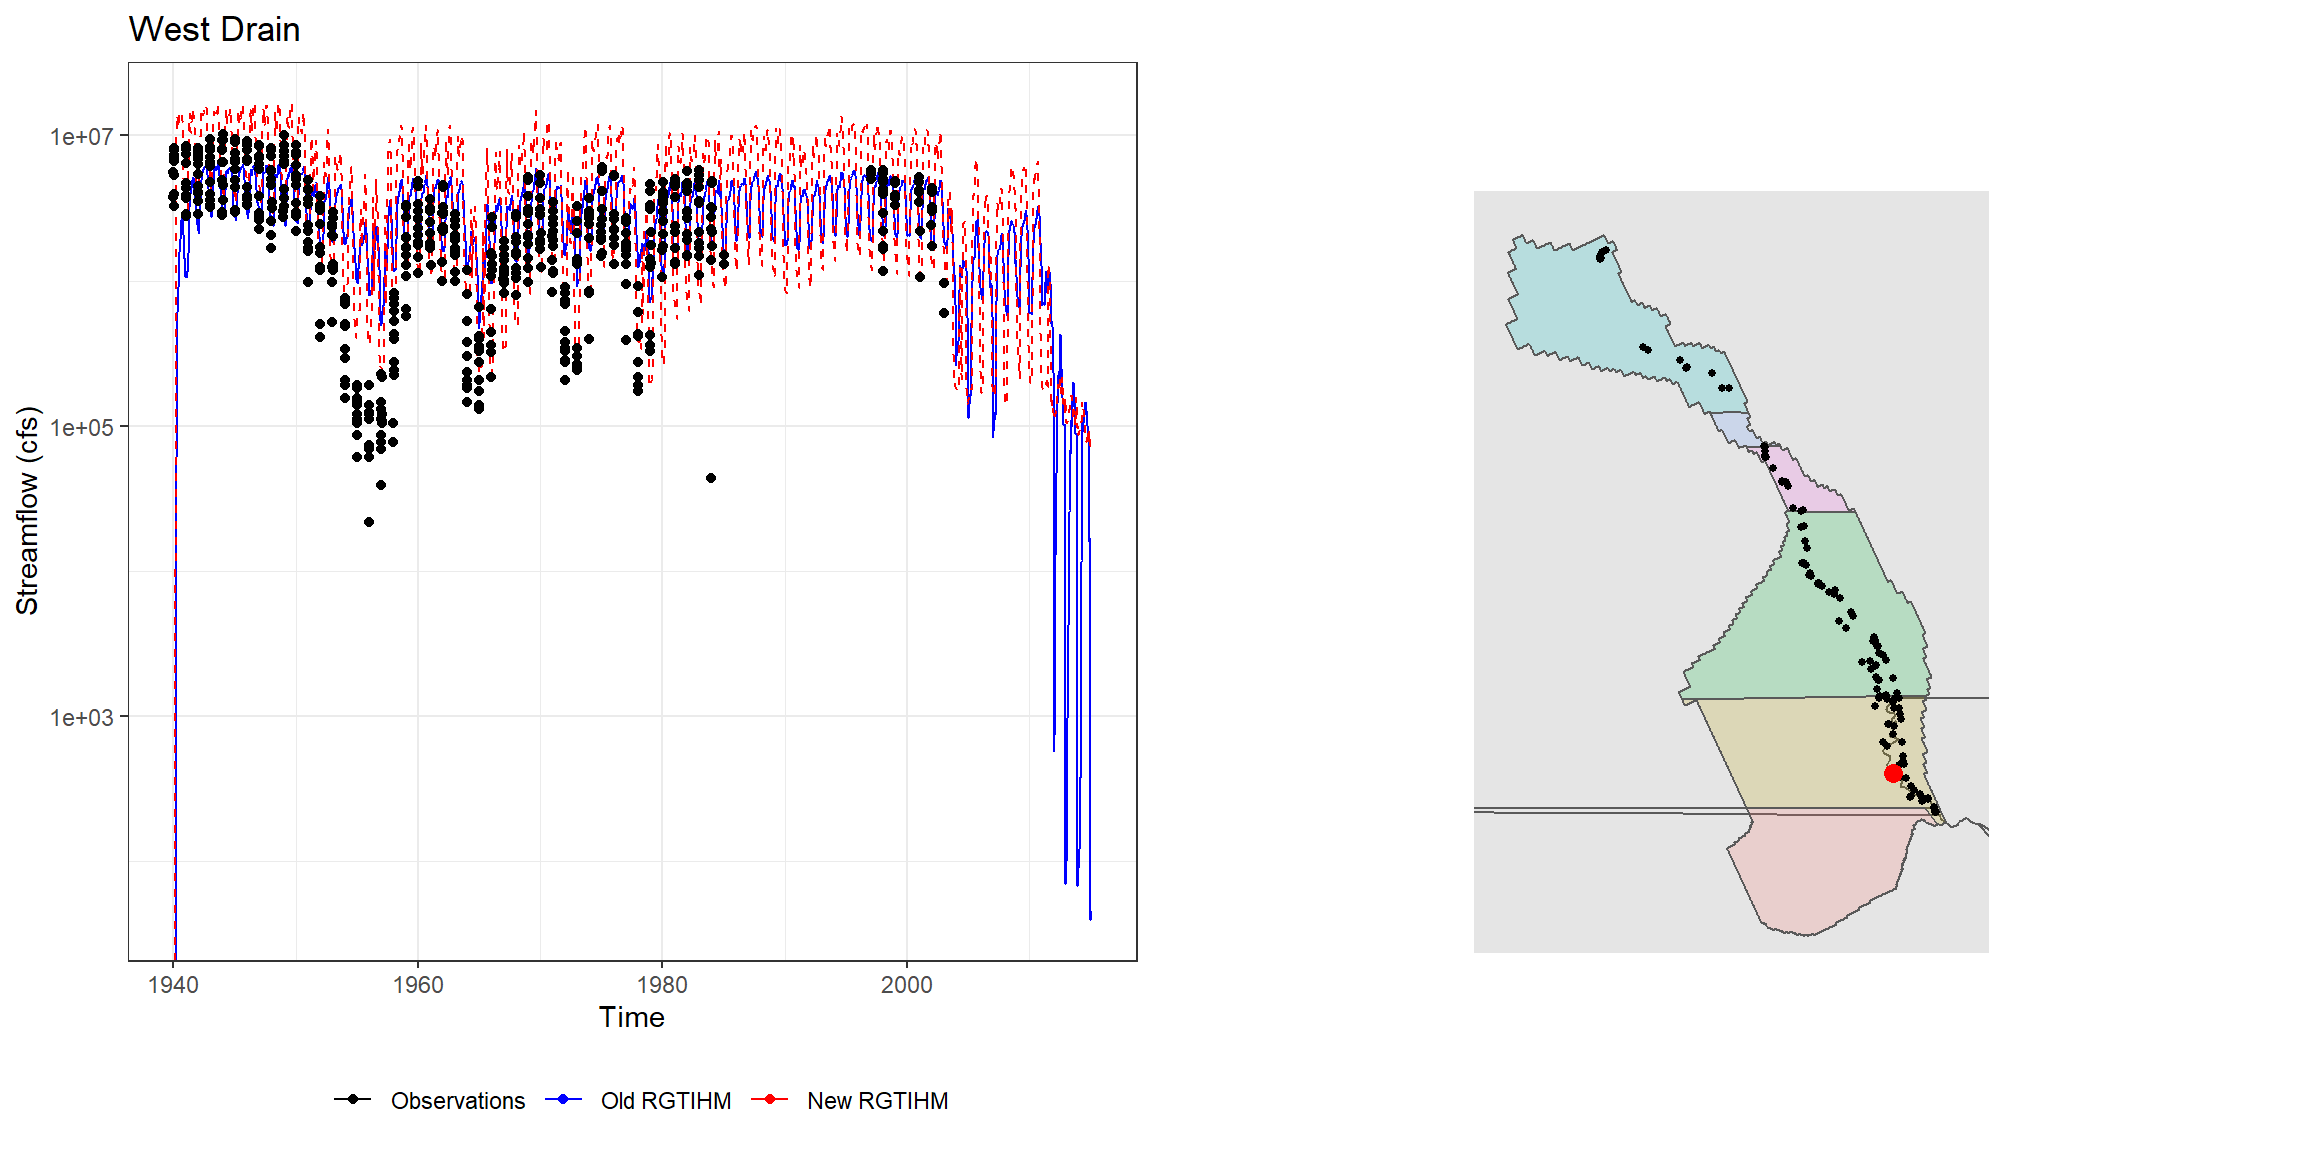 West Drain
1e+07
1e+05
1e+03
Streamflow (cfs)
1940 1960 1980 2000
Time
Observations Old RGTIHM New RGTIHM